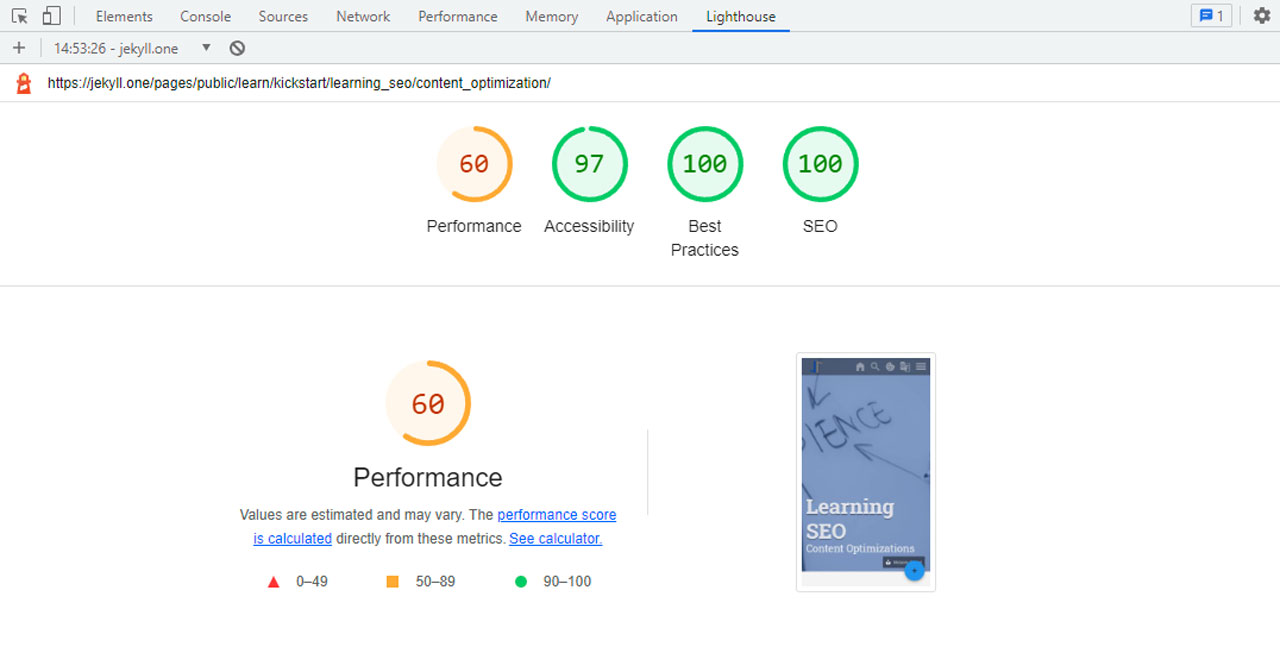 Elements Console Sources Network Performance Memory Application Lighthouse 1
14:53:26 - jekyll.one
https://jekyll.one/pages/public/learn/kickstart/learning_seo/content_optimization/
60 97 100 100
Performance Accessibility Best Practices SEO
60
Performance
Values are estimated and may vary. The performance score
is calculated directly from these metrics. See calculator.
0–49 50–89 90–100
IENCE
Learning
SEO
Content Optimizations